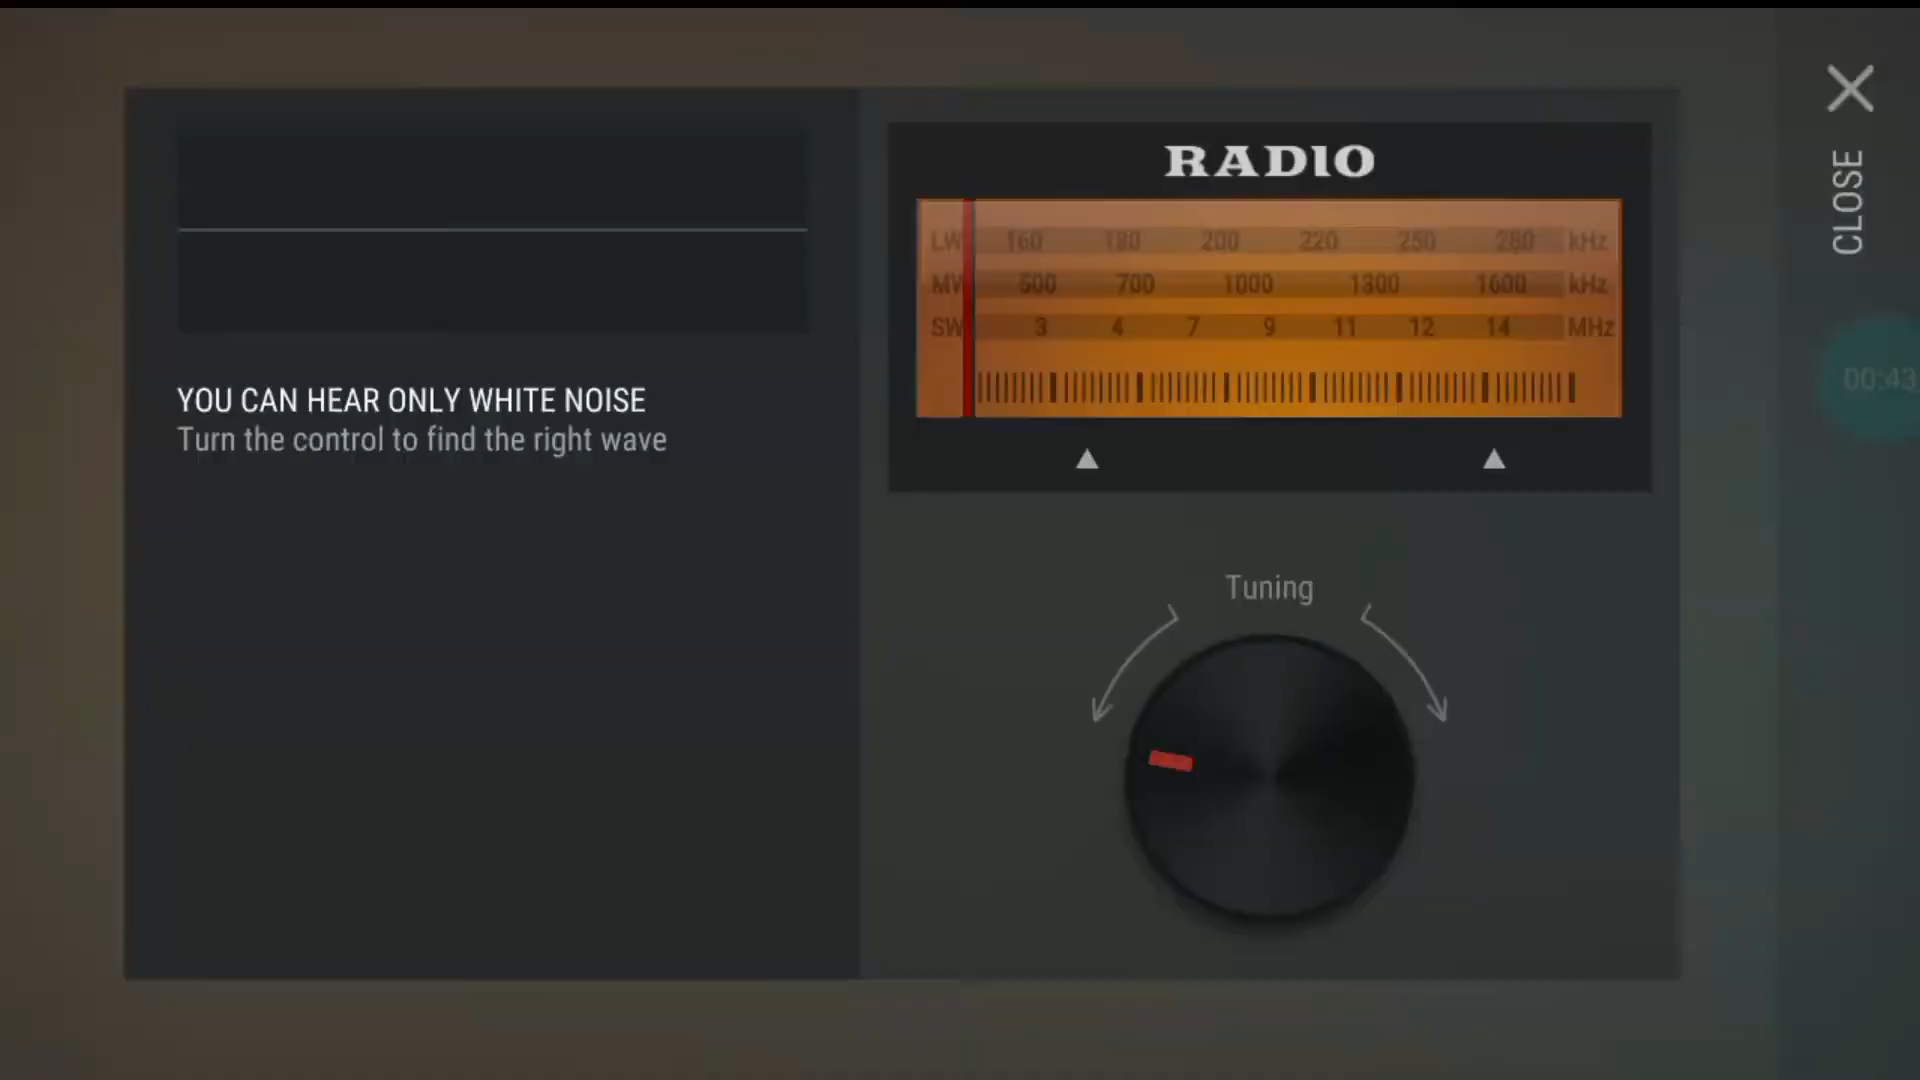 RADIO
LW 160 180 200 220 250 280 kHz
MW 500 700 1000 1300 1600 kHz
SW 3 4 7 9 11 12 14 MHz
CLOSE
00:43
YOU CAN HEAR ONLY WHITE NOISE
Turn the control to find the right wave
Tuning